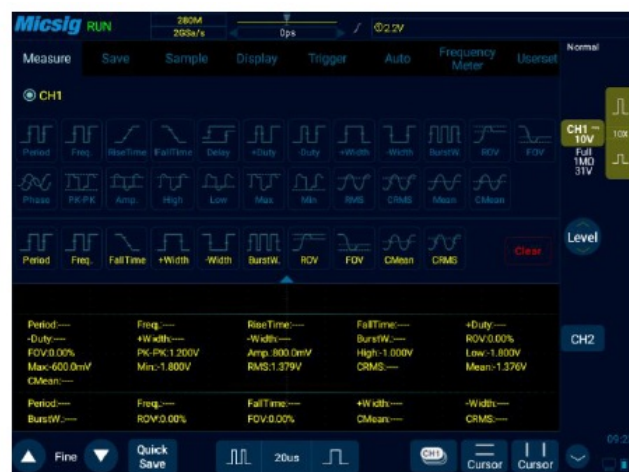 Micsig RUN 280M 2GSa/s 0ps 2.2V
Measure Save Sample Display Trigger Auto Frequency Meter Userset Normal
CH1
CH1 10V Full 1MΩ 31V 10X
Period Freq. RiseTime FallTime Delay +Duty -Duty +Width -Width BurstW. ROV FOV
Phase PK-PK Amp. High Low Max Min RMS CRMS Mean CMean
Level
Period Freq. FallTime +Width -Width BurstW. ROV FOV CMean CRMS Clear
CH2
Period:---- Freq.:---- RiseTime:---- FallTime:---- +Duty:----
-Duty:---- +Width:---- -Width:---- BurstW.:---- ROV:0.00%
FOV:0.00% PK-PK:1.200V Amp.:800.0mV High:-1.000V Low:-1.800V
Max:-600.0mV Min:-1.800V RMS:1.379V CRMS:---- Mean:-1.376V
CMean:----
Period:---- Freq.:---- FallTime:---- +Width:---- -Width:----
BurstW.:---- ROV:0.00% FOV:0.00% CMean:---- CRMS:----
Fine Quick Save 20us CH1 Cursor Cursor